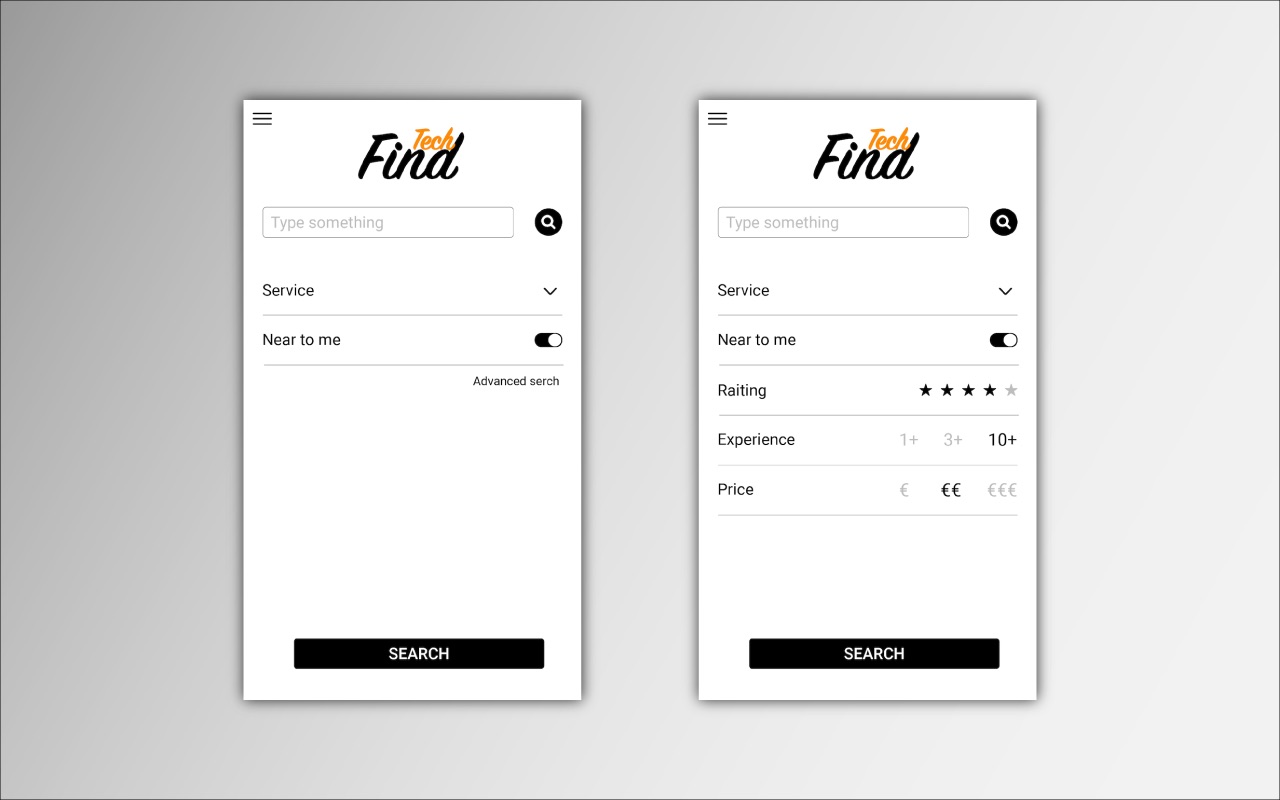 Tech
Find
Type something
Service
Near to me
Advanced serch
SEARCH
Tech
Find
Type something
Service
Near to me
Raiting
Experience 1+ 3+ 10+
Price € €€ €€€
SEARCH